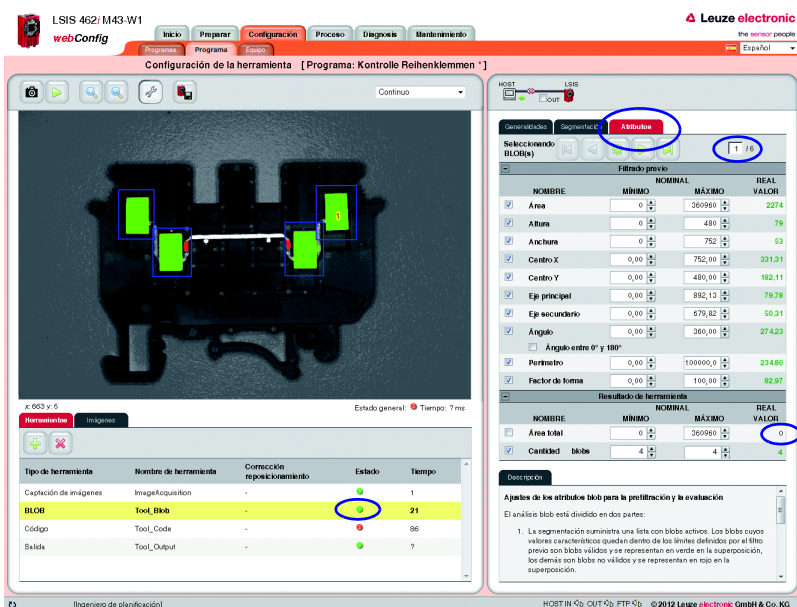 LSIS 462i M43-W1
webConfig
Leuze electronic
the sensor people
Inicio Preparar Configuración Proceso Diagnosis Mantenimiento
Programas Programa Equipo
Español
Configuración de la herramienta [Programa: Kontrolle Reihenklemmen *]
Continuo
HOST LSIS
OUT
Generalidades Segmentación Atributos
Seleccionando BLOB(s) 1 /6
Filtrado previo
NOMINAL REAL
NOMBRE MÍNIMO MÁXIMO VALOR
Área 0 360960 2274
Altura 0 480 79
Anchura 0 752 53
Centro X 0,00 752,00 331,31
Centro Y 0,00 480,00 162,11
Eje principal 0,00 892,13 79,78
Eje secundario 0,00 679,82 50,31
Ángulo 0,00 360,00 274,23
Ángulo entre 0° y 180°
Perímetro 0,00 100000,0 234,80
Factor de forma 0,00 100,00 82,97
Resultado de herramienta
NOMINAL REAL
NOMBRE MÍNIMO MÁXIMO VALOR
Área total 0 360960 0
Cantidad blobs 4 4 4
1
x: 663 y: 6
Estado general: Tiempo: ? ms
Herramientas Imágenes
Tipo de herramienta Nombre de herramienta Corrección reposicionamiento Estado Tiempo
Captación de imágenes ImageAcquisition - 1
BLOB Tool_Blob - 21
Código Tool_Code - 86
Salida Tool_Output - ?
Descripción
Ajustes de los atributos blob para la prefiltración y la evaluación
El análisis blob está dividido en dos partes:
1. La segmentación suministra una lista con blobs activos. Los blobs cuyos
valores característicos quedan dentro de los límites definidos por el filtro
previo son blobs válidos y se representan en verde en la superposición,
los demás son blobs no válidos y se representan en rojo en la
superposición.
[Ingeniero de planificación]
HOST IN OUT FTP © 2012 Leuze electronic GmbH & Co. KG